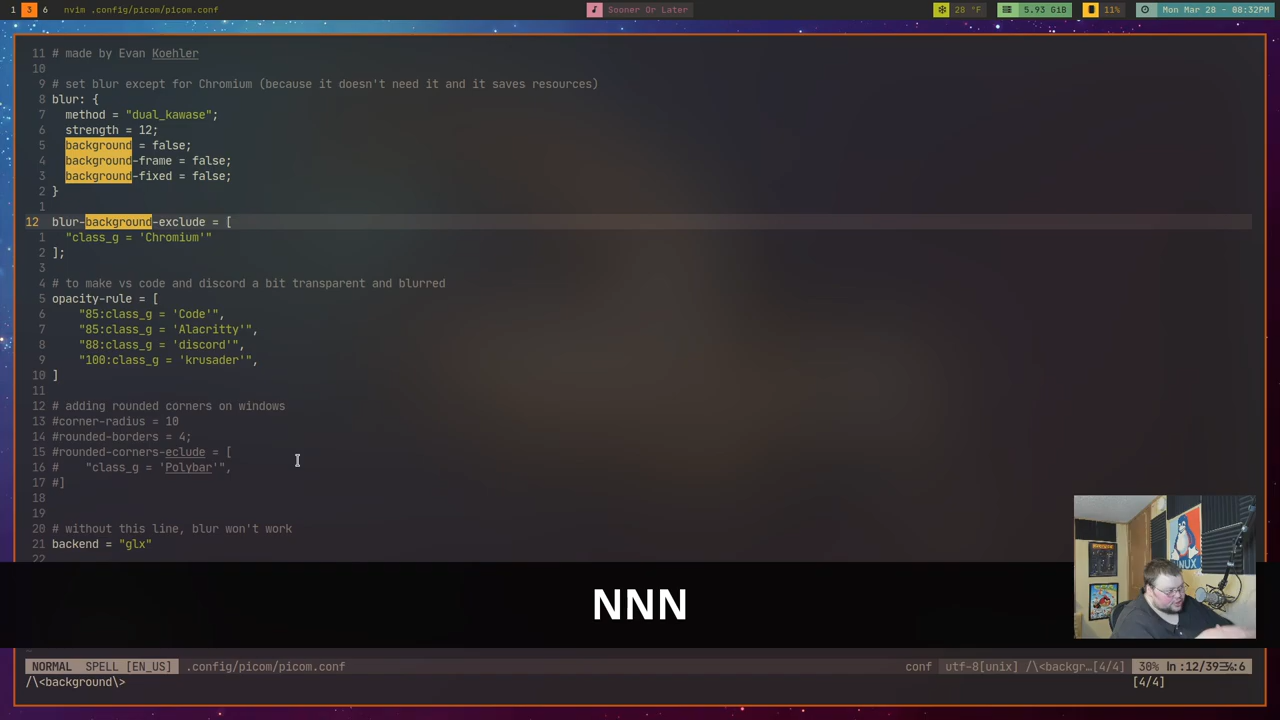 1 3 6 nvim .config/picom/picom.conf Sooner Or Later 28 °F 5.93 GiB 11% Mon Mar 28 - 08:32PM
11 # made by Evan Koehler
10
9 # set blur except for Chromium (because it doesn't need it and it saves resources)
8 blur: {
7 method = "dual_kawase";
6 strength = 12;
5 background = false;
4 background-frame = false;
3 background-fixed = false;
2 }
1
12 blur-background-exclude = [
1 "class_g = 'Chromium'"
2 ];
3
4 # to make vs code and discord a bit transparent and blurred
5 opacity-rule = [
6 "85:class_g = 'Code'",
7 "85:class_g = 'Alacritty'",
8 "88:class_g = 'discord'",
9 "100:class_g = 'krusader'",
10 ]
11
12 # adding rounded corners on windows
13 #corner-radius = 10
14 #rounded-borders = 4;
15 #rounded-corners-eclude = [
16 # "class_g = 'Polybar'",
17 #]
18
19
20 # without this line, blur won't work
21 backend = "glx"
22
NNN
NORMAL SPELL [EN_US] .config/picom/picom.conf conf utf-8[unix] /\<backgr…[4/4] 30%
/\<background\> [4/4]